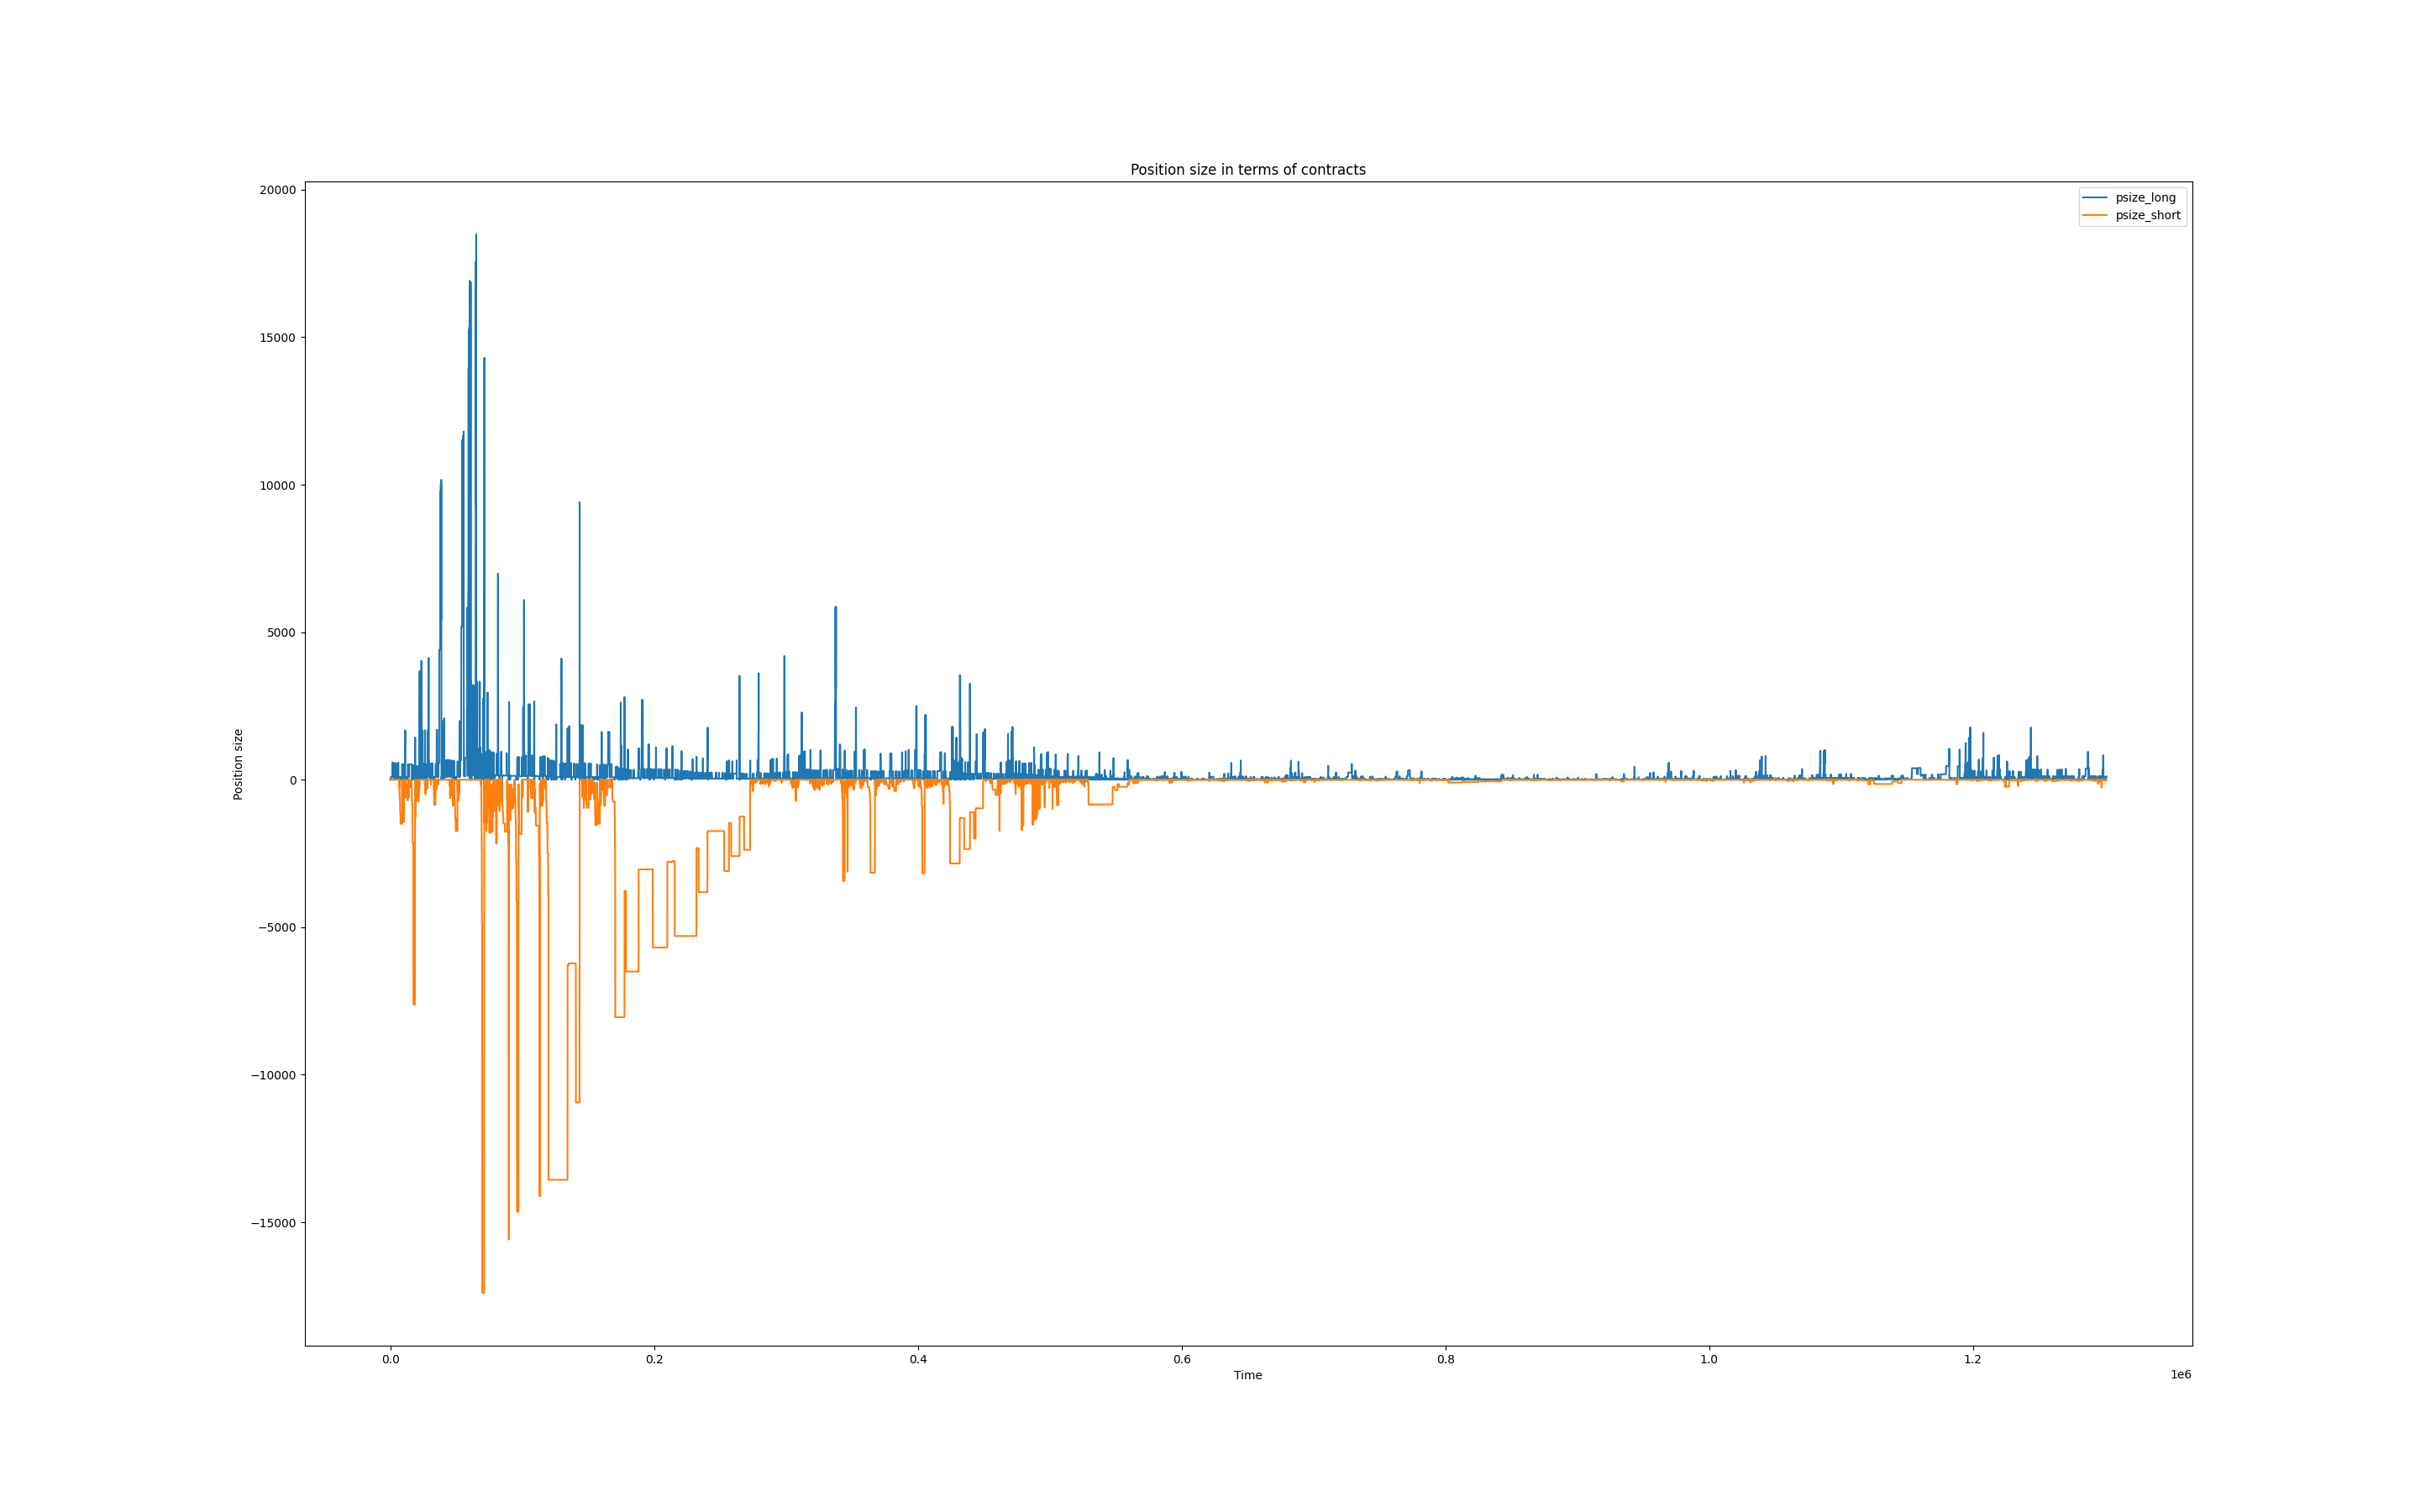 Position size in terms of contracts
psize_long
psize_short
20000
15000
10000
5000
0
−5000
−10000
−15000
Position size
0.0
0.2
0.4
0.6
0.8
1.0
1.2
1e6
Time